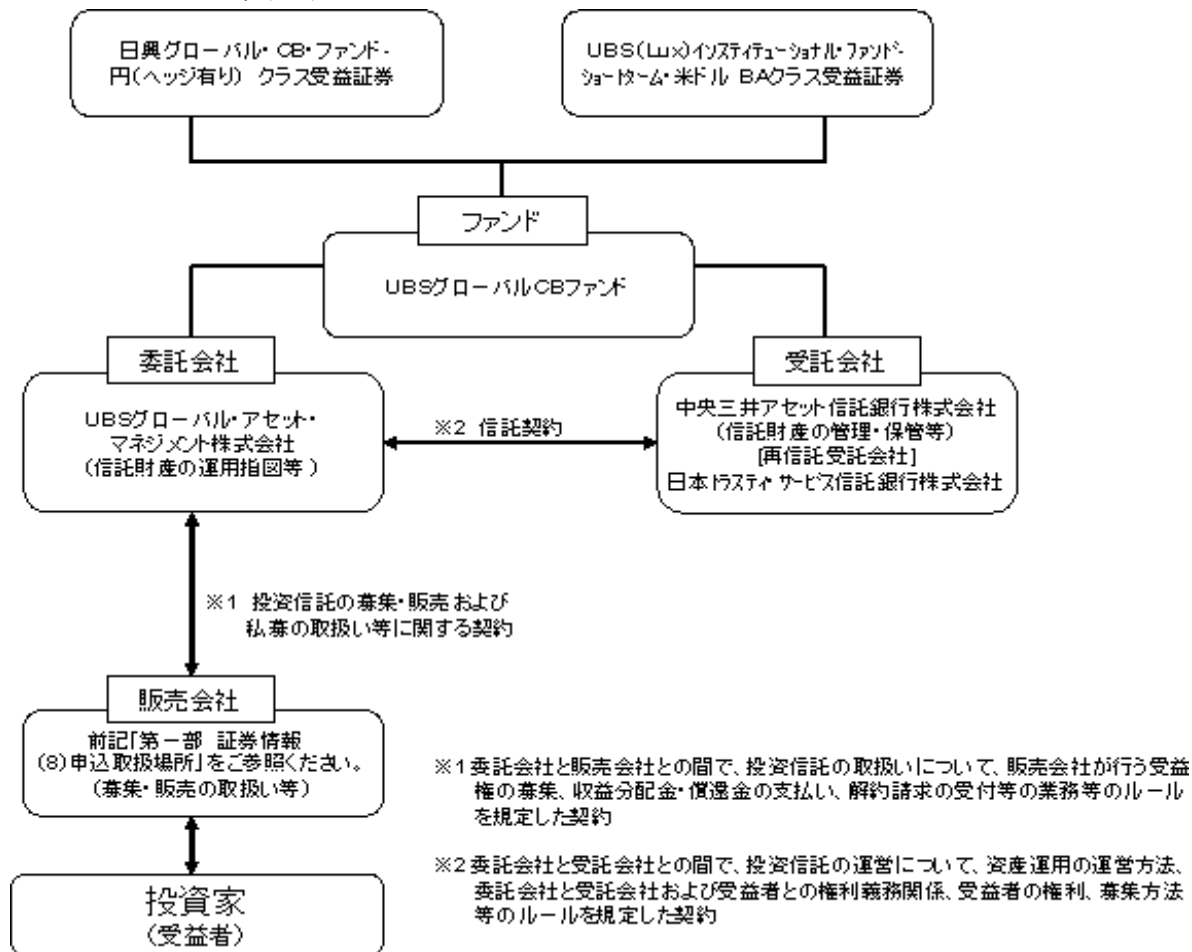 日興グローバル・CB・ファンド-
円(ヘッジ有り) クラス受益証券
UBS(Lux)インスティテューショナル・ファンド-
ショートターム・米ドル BAクラス受益証券
ファンド
UBSグローバルCBファンド
委託会社
UBSグローバル・アセット・
マネジメント株式会社
(信託財産の運用指図等)
※2 信託契約
受託会社
中央三井アセット信託銀行株式会社
(信託財産の管理・保管等)
[再信託受託会社]
日本トラスティ・サービス信託銀行株式会社
※1 投資信託の募集・販売および
私募の取扱い等に関する契約
販売会社
前記「第一部 証券情報
(8)申込取扱場所」をご参照ください。
(募集・販売の取扱い等)
投資家
(受益者)
※1委託会社と販売会社との間で、投資信託の取扱いについて、販売会社が行う受益
権の募集、収益分配金・償還金の支払い、解約請求の受付等の業務等のルール
を規定した契約
※2委託会社と受託会社との間で、投資信託の運営について、資産運用の運営方法、
委託会社と受託会社および受益者との権利義務関係、受益者の権利、募集方法
等のルールを規定した契約